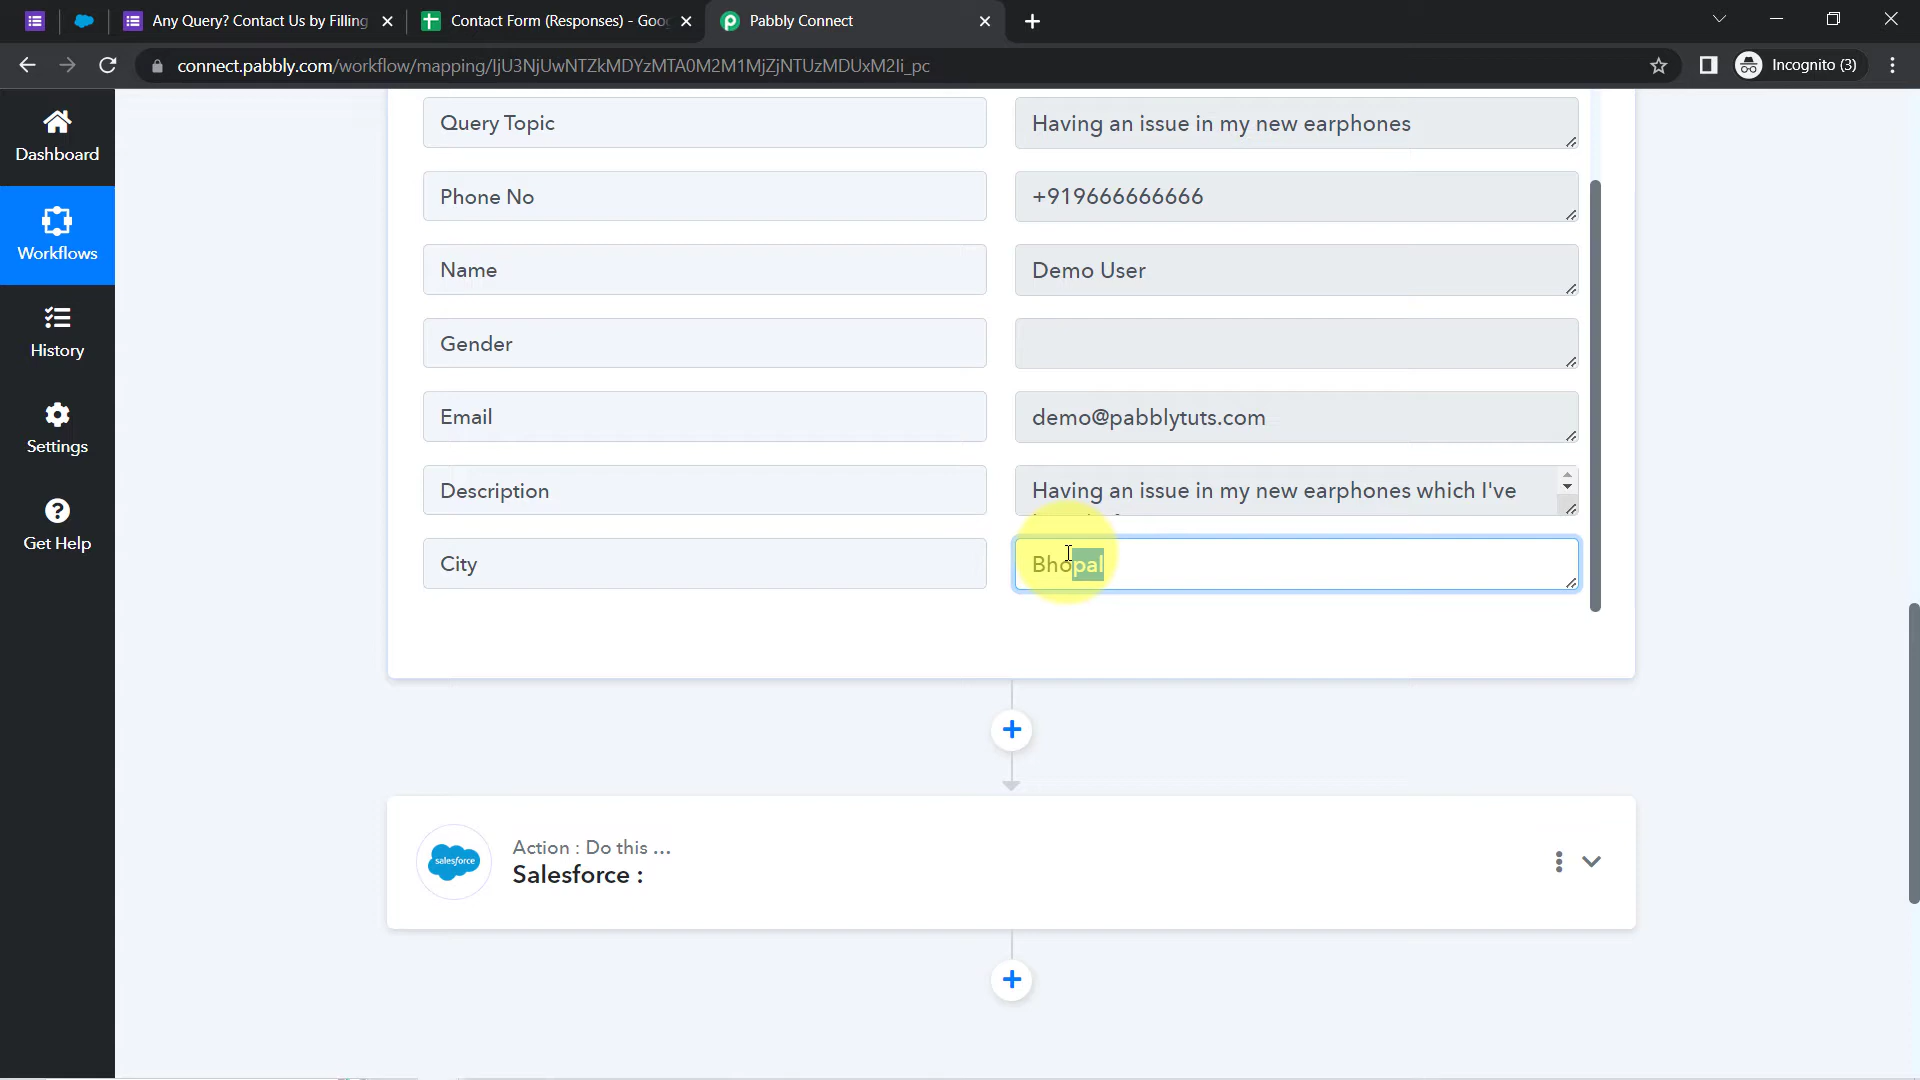 Any Query? Contact Us by Filling
Contact Form (Responses) - Goo
Pabbly Connect
connect.pabbly.com/workflow/mapping/IjU3NjUwNTZkMDYzMTA0M2M1MjZjNTUzMDUxM2Ii_pc
Incognito (3)
Dashboard
Workflows
History
Settings
Get Help
Query Topic
Having an issue in my new earphones
Phone No
+919666666666
Name
Demo User
Gender
Email
demo@pabblytuts.com
Description
Having an issue in my new earphones which I've
City
Bhopal
salesforce
Action : Do this ...
Salesforce :